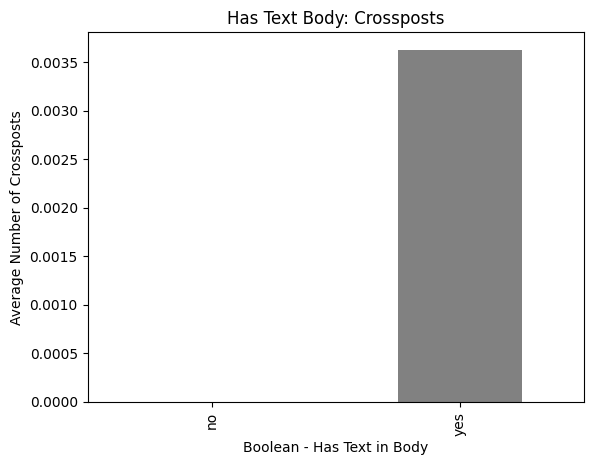 Has Text Body: Crossposts
Average Number of Crossposts
0.0035
0.0030
0.0025
0.0020
0.0015
0.0010
0.0005
0.0000
no
yes
Boolean - Has Text in Body